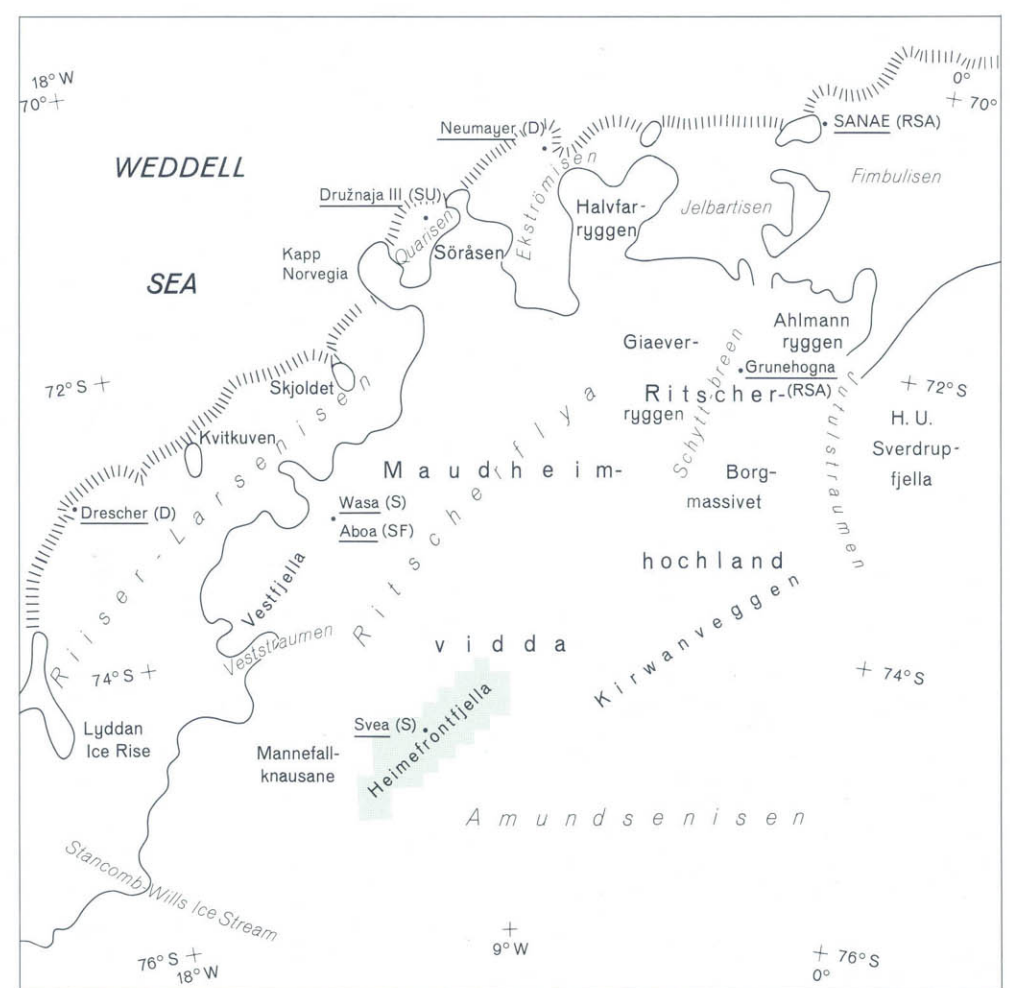 18° W
70°
0°
70°
Neumayer (D)
SANAE (RSA)
WEDDELL
Družnaja III (SU)
Ekströmisen
Halvfar-
ryggen
Jelbartisen
Fimbulisen
Quarisen
Söråsen
Kapp
Norvegia
SEA
Giaever-
ryggen
Ahlmann
ryggen
Schyttbreen
Grunehogna
(RSA)
Ritscher-
72° S
Skjoldet
72° S
Jutulstraumen
H. U.
Sverdrup-
fjella
Kvitkuven
Riiser-Larsenisen
Ritscherflya
Maudheim-
Borg-
massivet
Drescher (D)
Wasa (S)
Aboa (SF)
hochland
Vestfjella
Kirwanveggen
Veststraumen
vidda
74° S
74° S
Lyddan
Ice Rise
Svea (S)
Heimefrontfjella
Mannefall-
knausane
Amundsenisen
Stancomb-Wills Ice Stream
76° S
18° W
9° W
76° S
0°